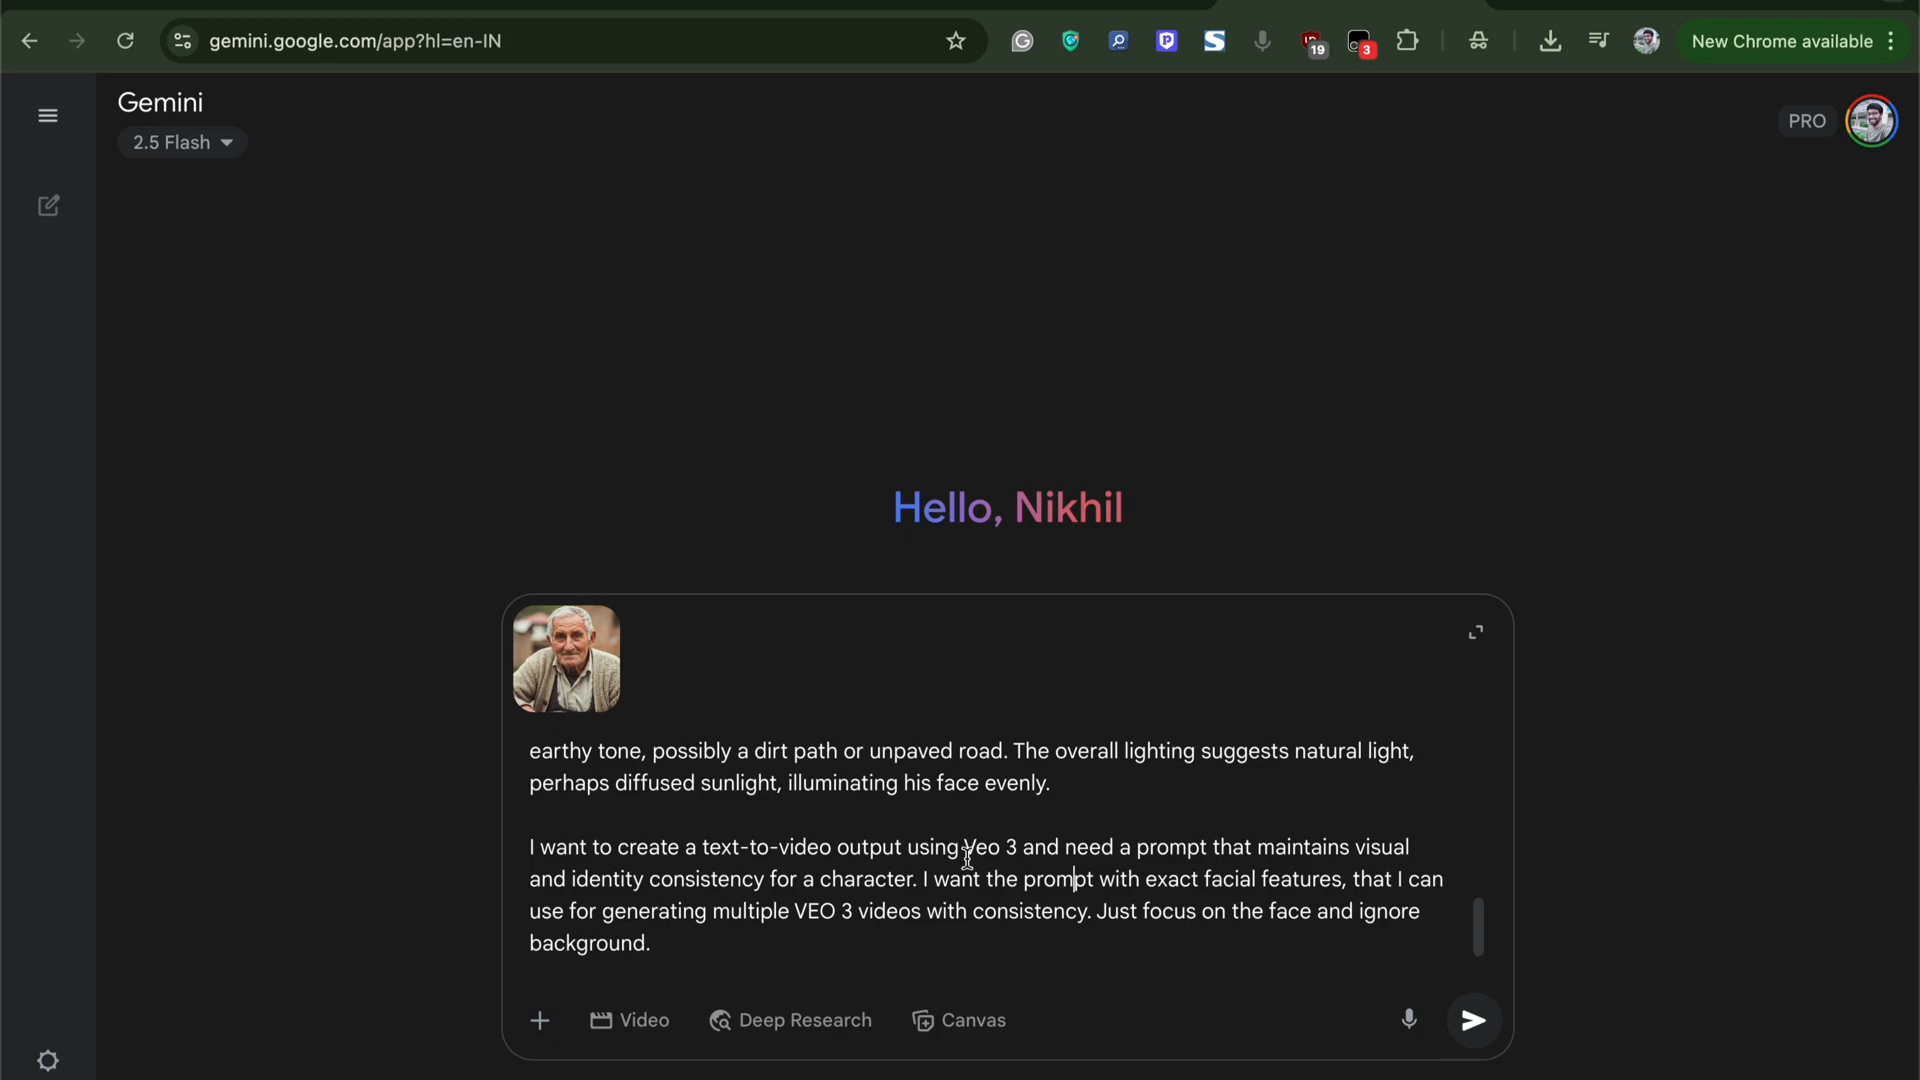 gemini.google.com/app?hl=en-IN
19
3
New Chrome available
Gemini
2.5 Flash
PRO
Hello, Nikhil
earthy tone, possibly a dirt path or unpaved road. The overall lighting suggests natural light,
perhaps diffused sunlight, illuminating his face evenly.
I want to create a text-to-video output using Veo 3 and need a prompt that maintains visual
and identity consistency for a character. I want the prompt with exact facial features, that I can
use for generating multiple VEO 3 videos with consistency. Just focus on the face and ignore
background.
Video
Deep Research
Canvas